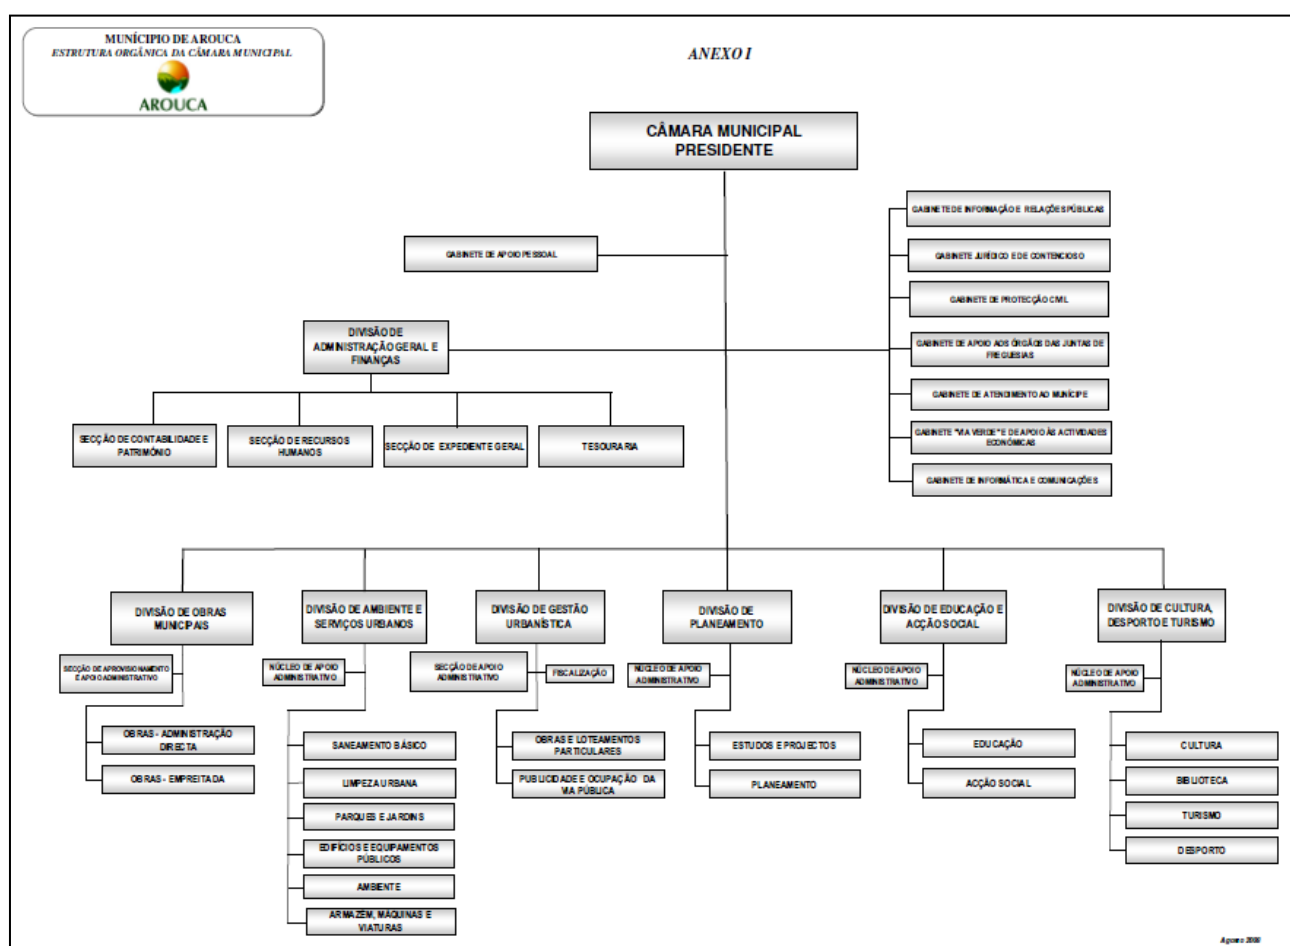 MUNÍCIPIO DE AROUCA
ESTRUTURA ORGÂNICA DA CÂMARA MUNICIPAL
AROUCA
ANEXO I
CÂMARA MUNICIPAL
PRESIDENTE
GABINETE DE INFORMAÇÃO E RELAÇÕES PÚBLICAS
GABINETE DE APOIO PESSOAL
GABINETE JURÍDICO E DE CONTENCIOSO
GABINETE DE PROTECÇÃO CIVIL
DIVISÃO DE
ADMINISTRAÇÃO GERAL E
FINANÇAS
GABINETE DE APOIO AOS ÓRGÃOS DAS JUNTAS DE
FREGUESIAS
GABINETE DE ATENDIMENTO AO MUNÍCIPE
SECÇÃO DE CONTABILIDADE E
PATRIMÓNIO
SECÇÃO DE RECURSOS
HUMANOS
SECÇÃO DE EXPEDIENTE GERAL
TESOURARIA
GABINETE "VIA VERDE" E DE APOIO ÀS ACTIVIDADES
ECONÓMICAS
GABINETE DE INFORMÁTICA E COMUNICAÇÕES
DIVISÃO DE OBRAS
MUNICIPAIS
DIVISÃO DE AMBIENTE E
SERVIÇOS URBANOS
DIVISÃO DE GESTÃO
URBANÍSTICA
DIVISÃO DE
PLANEAMENTO
DIVISÃO DE EDUCAÇÃO E
ACÇÃO SOCIAL
DIVISÃO DE CULTURA,
DESPORTO E TURISMO
SECÇÃO DE APROVISIONAMENTO
E APOIO ADMINISTRATIVO
NÚCLEO DE APOIO
ADMINISTRATIVO
SECÇÃO DE APOIO
ADMINISTRATIVO
FISCALIZAÇÃO
NÚCLEO DE APOIO
ADMINISTRATIVO
NÚCLEO DE APOIO
ADMINISTRATIVO
NÚCLEO DE APOIO
ADMINISTRATIVO
OBRAS - ADMINISTRAÇÃO
DIRECTA
OBRAS - EMPREITADA
SANEAMENTO BÁSICO
LIMPEZA URBANA
PARQUES E JARDINS
EDIFÍCIOS E EQUIPAMENTOS
PÚBLICOS
AMBIENTE
ARMAZÉM, MÁQUINAS E
VIATURAS
OBRAS E LOTEAMENTOS
PARTICULARES
PUBLICIDADE E OCUPAÇÃO DA
VIA PÚBLICA
ESTUDOS E PROJECTOS
PLANEAMENTO
EDUCAÇÃO
ACÇÃO SOCIAL
CULTURA
BIBLIOTECA
TURISMO
DESPORTO
Agosto